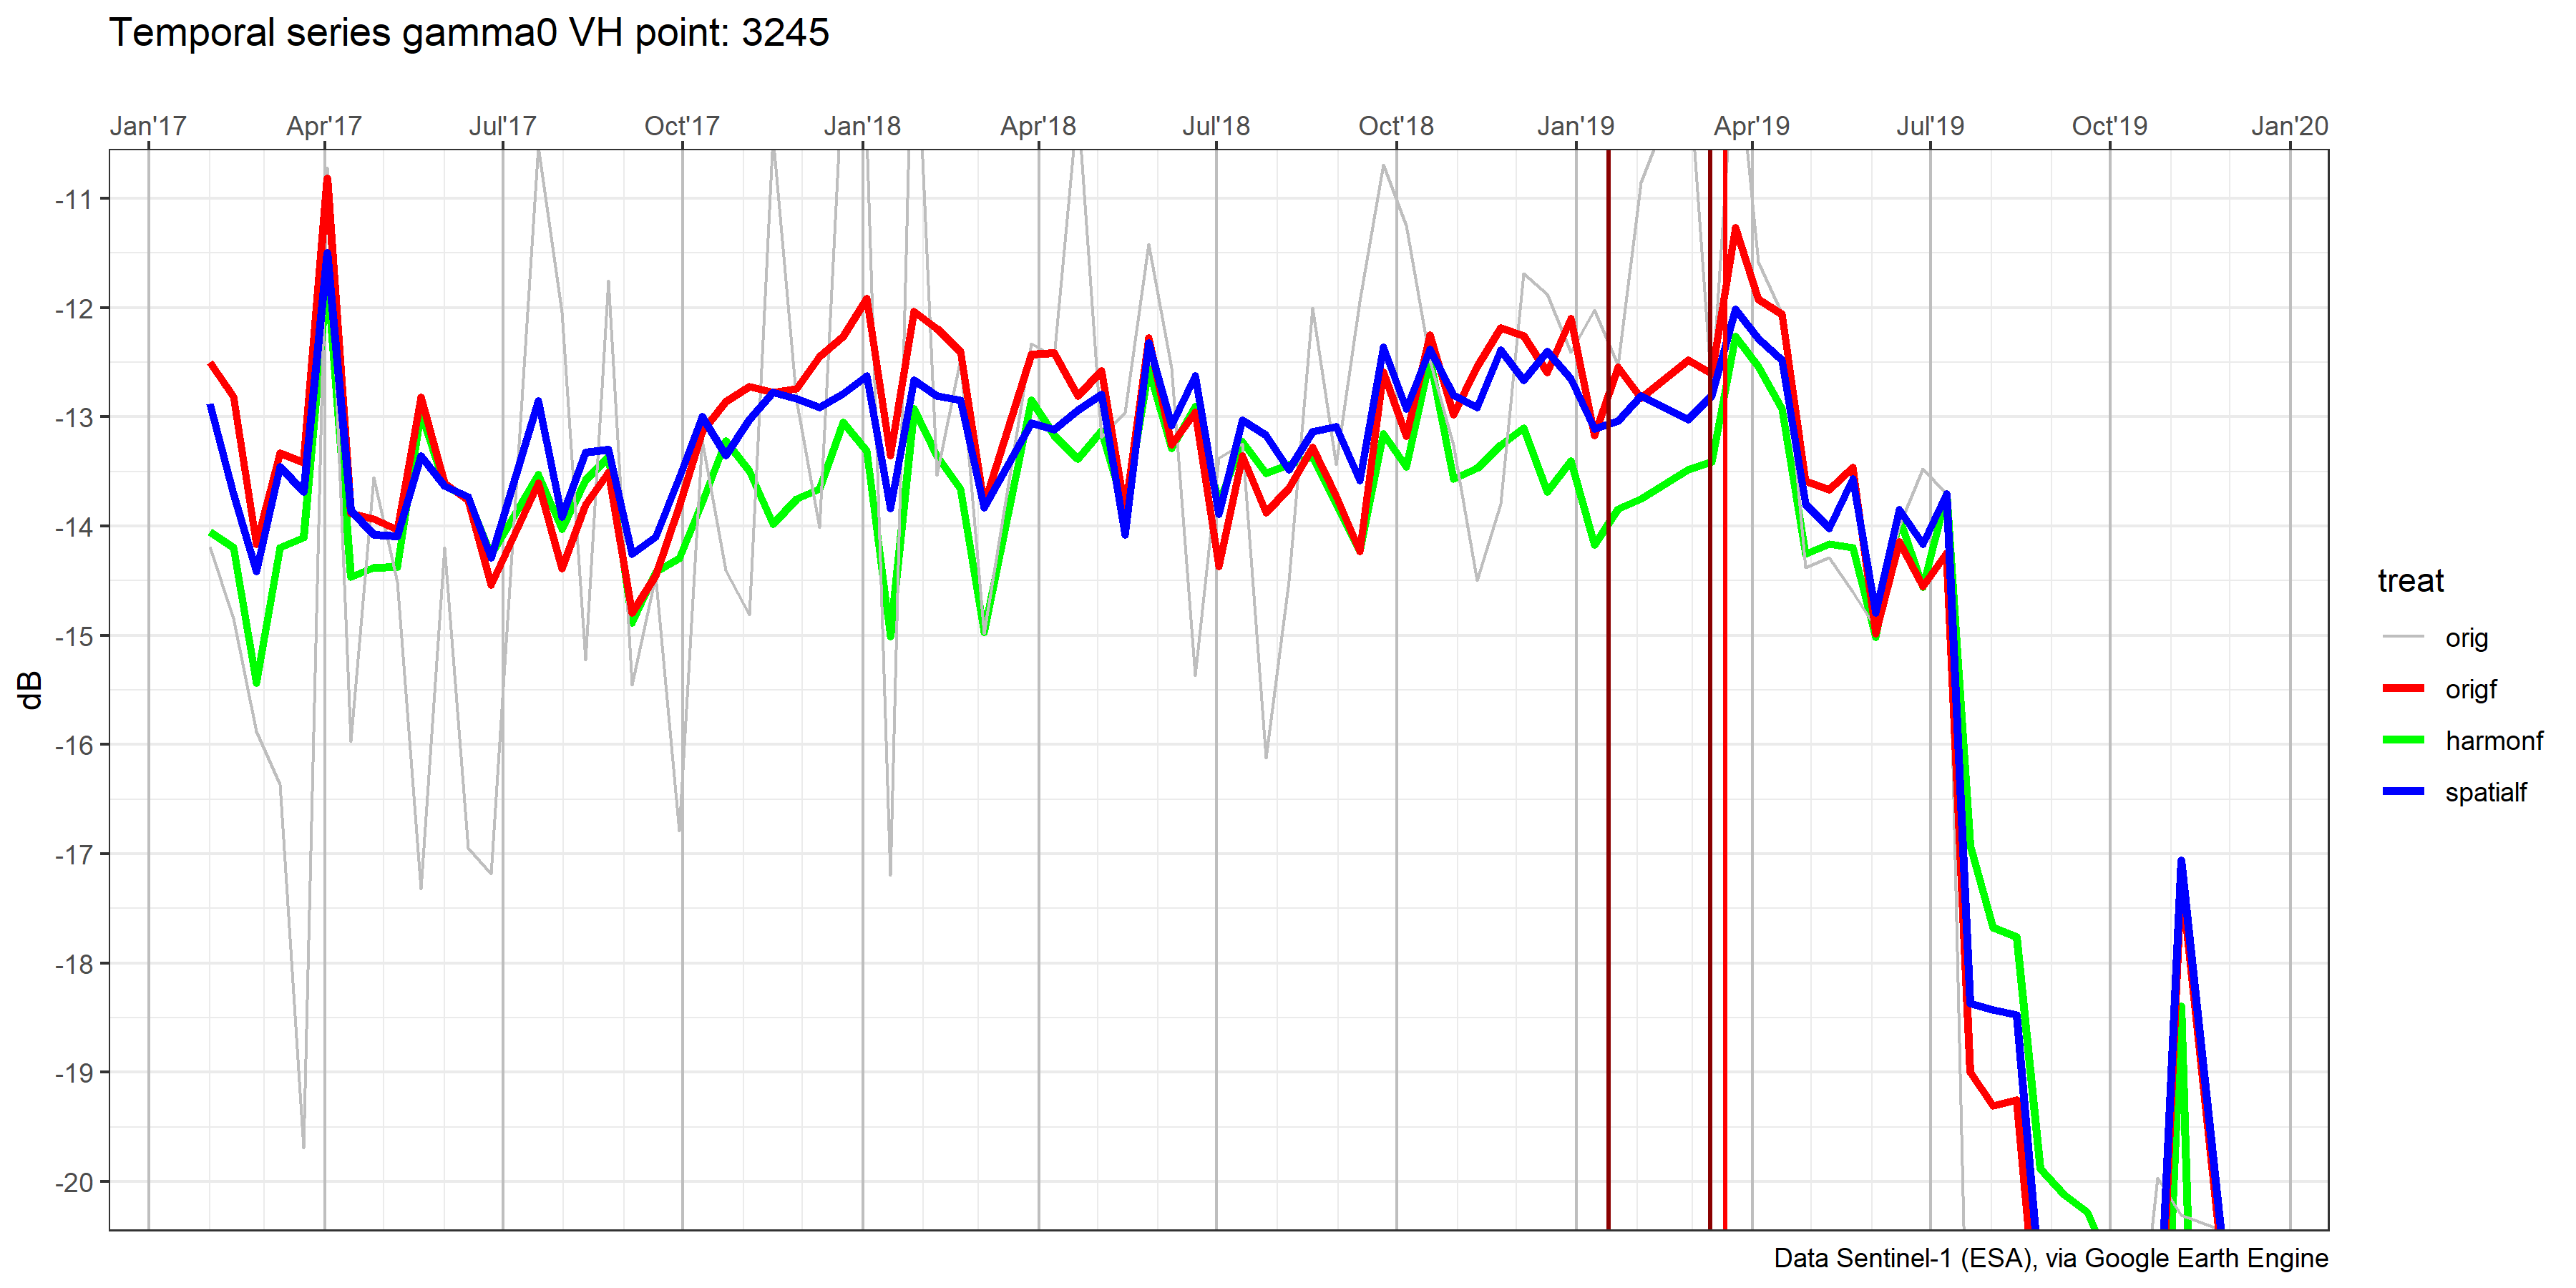 Temporal series gamma0 VH point: 3245
Jan'17 Apr'17 Jul'17 Oct'17 Jan'18 Apr'18 Jul'18 Oct'18 Jan'19 Apr'19 Jul'19 Oct'19 Jan'20
-11
-12
-13
-14
-15
-16
-17
-18
-19
-20
dB
treat
orig
origf
harmonf
spatialf
Data Sentinel-1 (ESA), via Google Earth Engine